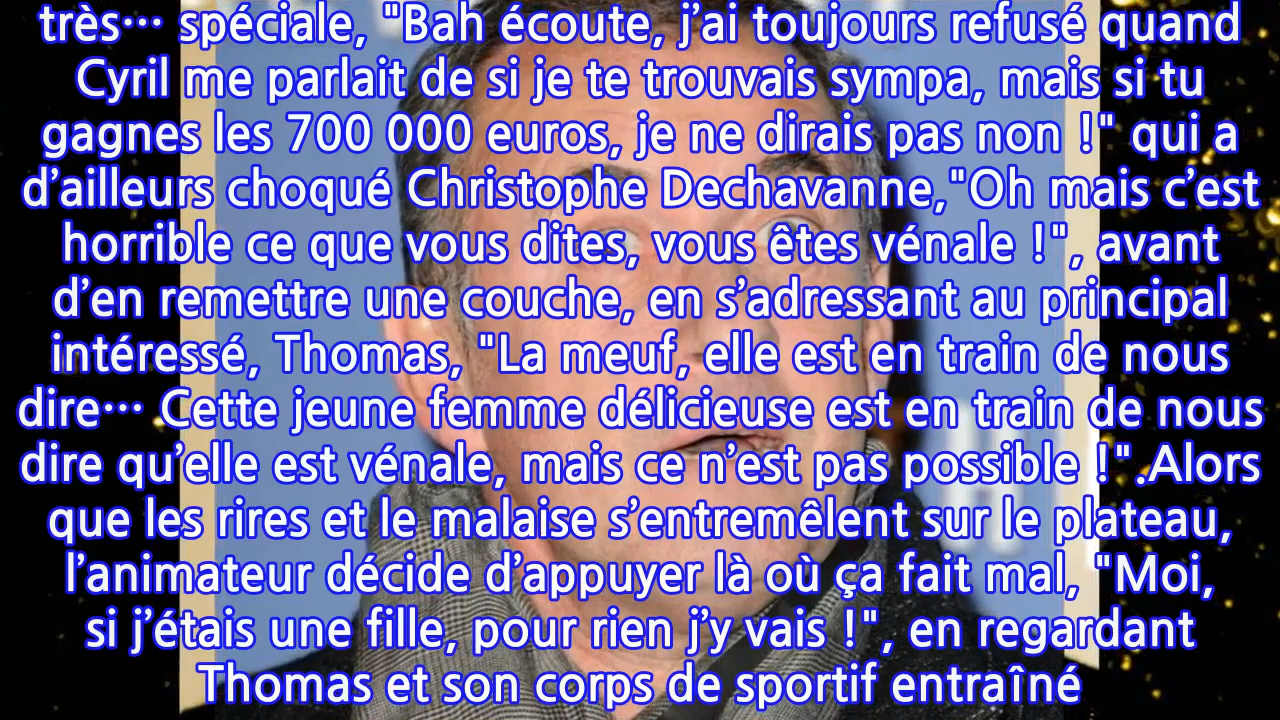 très… spéciale, "Bah écoute, j’ai toujours refusé quand
Cyril me parlait de si je te trouvais sympa, mais si tu
gagnes les 700 000 euros, je ne dirais pas non !" qui a
d’ailleurs choqué Christophe Dechavanne,"Oh mais c’est
horrible ce que vous dites, vous êtes vénale !", avant
d’en remettre une couche, en s’adressant au principal
intéressé, Thomas, "La meuf, elle est en train de nous
dire… Cette jeune femme délicieuse est en train de nous
dire qu’elle est vénale, mais ce n’est pas possible !".Alors
que les rires et le malaise s’entremêlent sur le plateau,
l’animateur décide d’appuyer là où ça fait mal, "Moi,
si j’étais une fille, pour rien j’y vais !", en regardant
Thomas et son corps de sportif entraîné